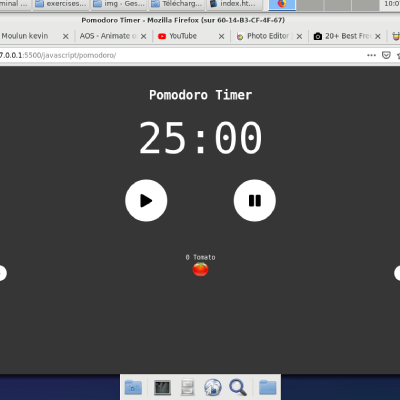 minal ...
exercises...
img - Ges...
Télécharg...
index.ht...
10:0
Pomodoro Timer - Mozilla Firefox (sur 60-14-B3-CF-4F-67)
Moulun kevin
AOS - Animate o
YouTube
Photo Editor
20+ Best Fre
7.0.0.1:5500/javascript/pomodoro/
Pomodoro Timer
25:00
0 Tomato